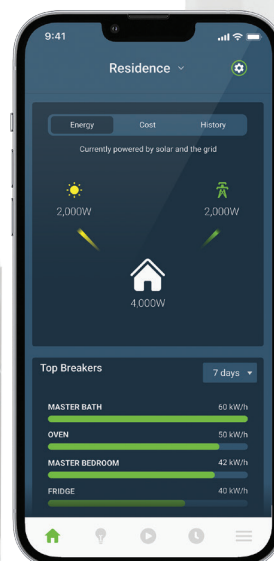 9:41
Residence
Energy Cost History
Currently powered by solar and the grid
2,000W 2,000W
4,000W
Top Breakers 7 days
MASTER BATH 60 kW/h
OVEN 50 kW/h
MASTER BEDROOM 42 kW/h
FRIDGE 40 kW/h